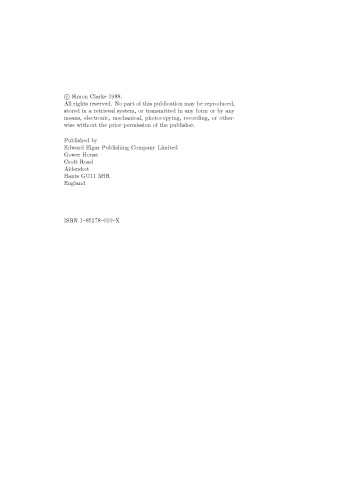 © Simon Clarke 1988.
All rights reserved. No part of this publication may be reproduced,
stored in a retrieval system, or transmitted in any form or by any
means, electronic, mechanical, photocopying, recording, or other-
wise without the prior permission of the publisher.
Published by
Edward Elgar Publishing Company Limited
Gower House
Croft Road
Aldershot
Hants GU11 3HR
England
ISBN 1–85278–010–X